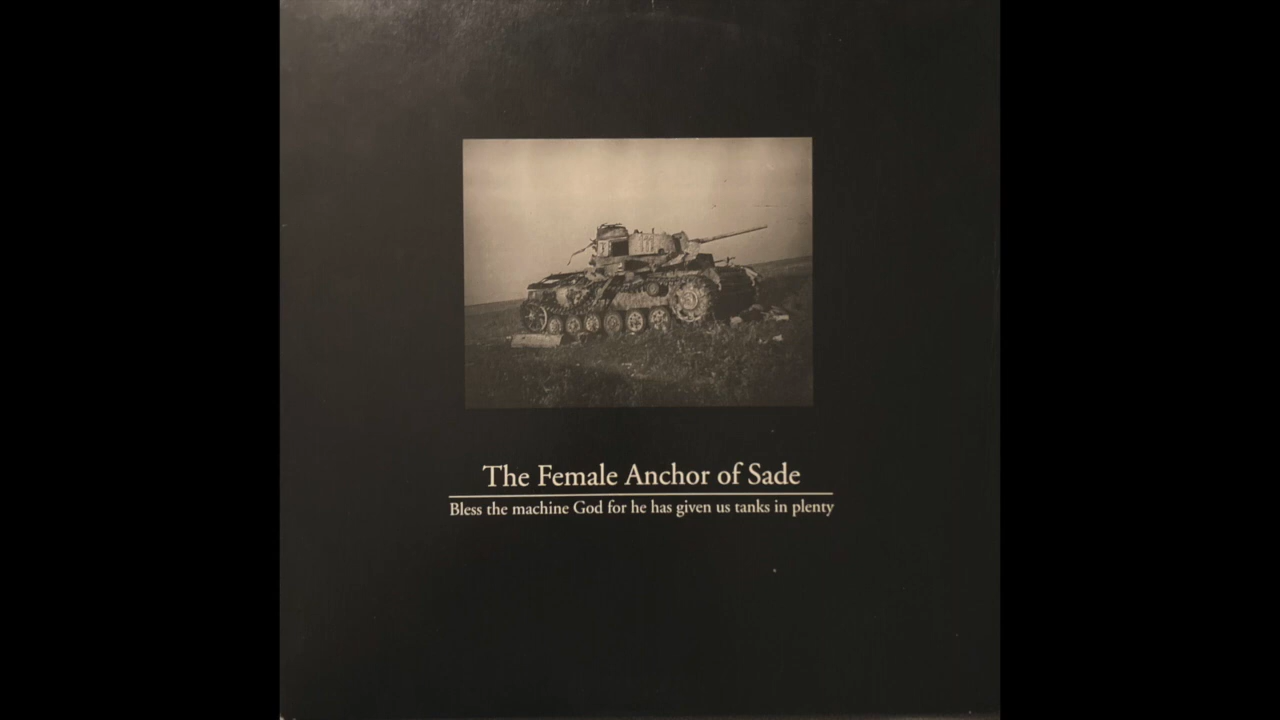 The Female Anchor of Sade
Bless the machine God for he has given us tanks in plenty